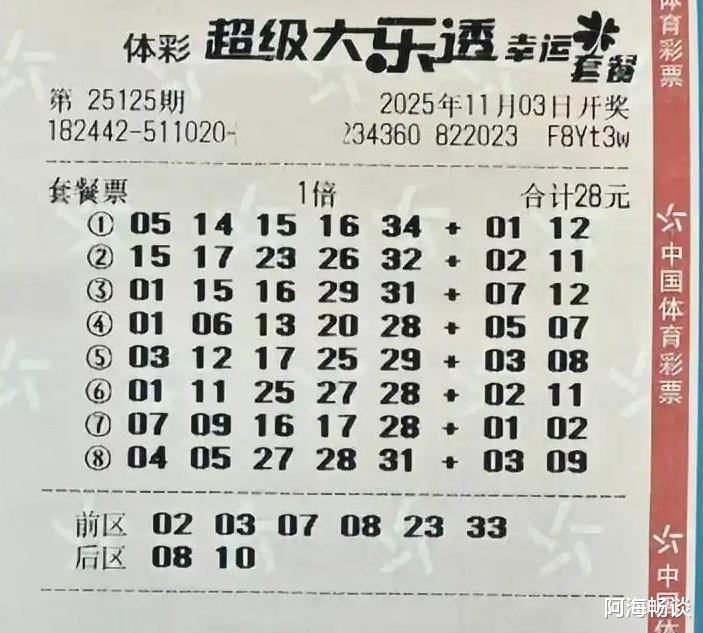 体彩 超级大乐透 幸运套餐
第 25125期 2025年11月03日开奖
182442-511020- 234360 822023 F8Yt3w
套餐票 1倍 合计28元
① 05 14 15 16 34 + 01 12
② 15 17 23 26 32 + 02 11
③ 01 15 16 29 31 + 07 12
④ 01 06 13 20 28 + 05 07
⑤ 03 12 17 25 29 + 03 08
⑥ 01 11 25 27 28 + 02 11
⑦ 07 09 16 17 28 + 01 02
⑧ 04 05 27 28 31 + 03 09
前区 02 03 07 08 23 33
后区 08 10
体育彩票
中国体育彩票
中国体
阿海畅谈